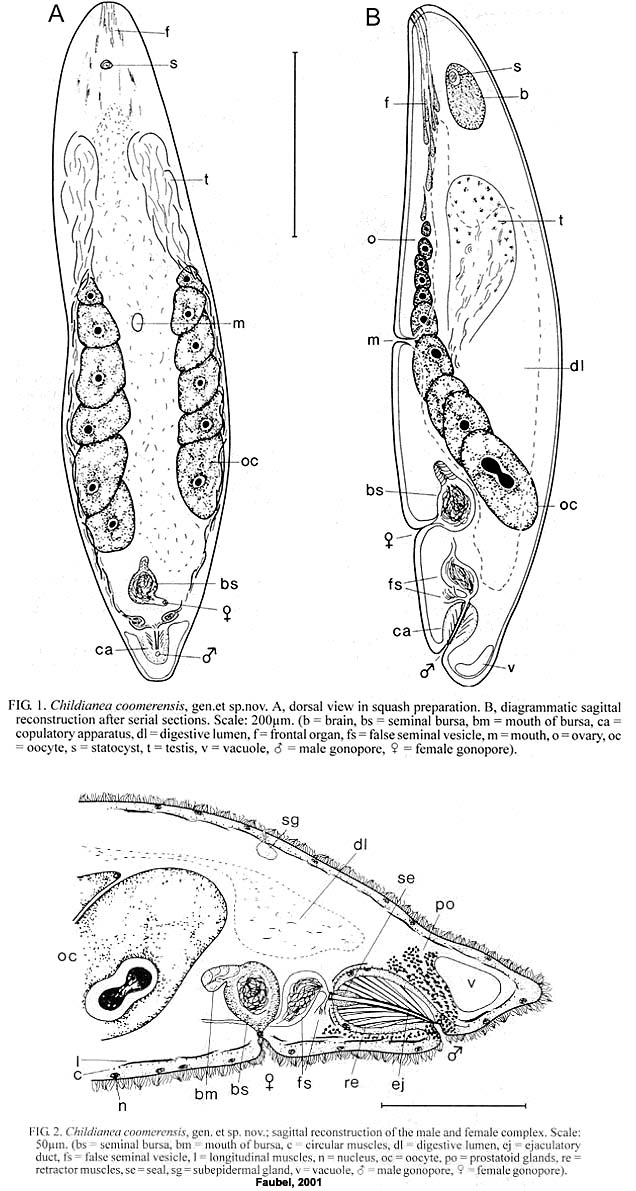 A
B
f
s
s
b
f
t
t
o
m
m
dl
oc
bs
oc
♀
bs
♀
fs
ca
♂
ca
♂
v
FIG. 1. Childianea coomerensis, gen.et sp.nov. A, dorsal view in squash preparation. B, diagrammatic sagittal
reconstruction after serial sections. Scale: 200µm. (b = brain, bs = seminal bursa, bm = mouth of bursa, ca =
copulatory apparatus, dl = digestive lumen, f = frontal organ, fs = false seminal vesicle, m = mouth, o = ovary, oc
= oocyte, s = statocyst, t = testis, v = vacuole, ♂ = male gonopore, ♀ = female gonopore).
sg
dl
se
po
oc
v
l
c
n
bm
bs
♀
fs
re
ej
♂
FIG. 2. Childianea coomerensis, gen. et sp. nov.; sagittal reconstruction of the male and female complex. Scale:
50µm. (bs = seminal bursa, bm = mouth of bursa, c = circular muscles, dl = digestive lumen, ej = ejaculatory
duct, fs = false seminal vesicle, l = longitudinal muscles, n = nucleus, oc = oocyte, po = prostatoid glands, re =
retractor muscles, se = seal, sg = subepidermal gland, v = vacuole, ♂ = male gonopore, ♀ = female gonopore).
Faubel, 2001